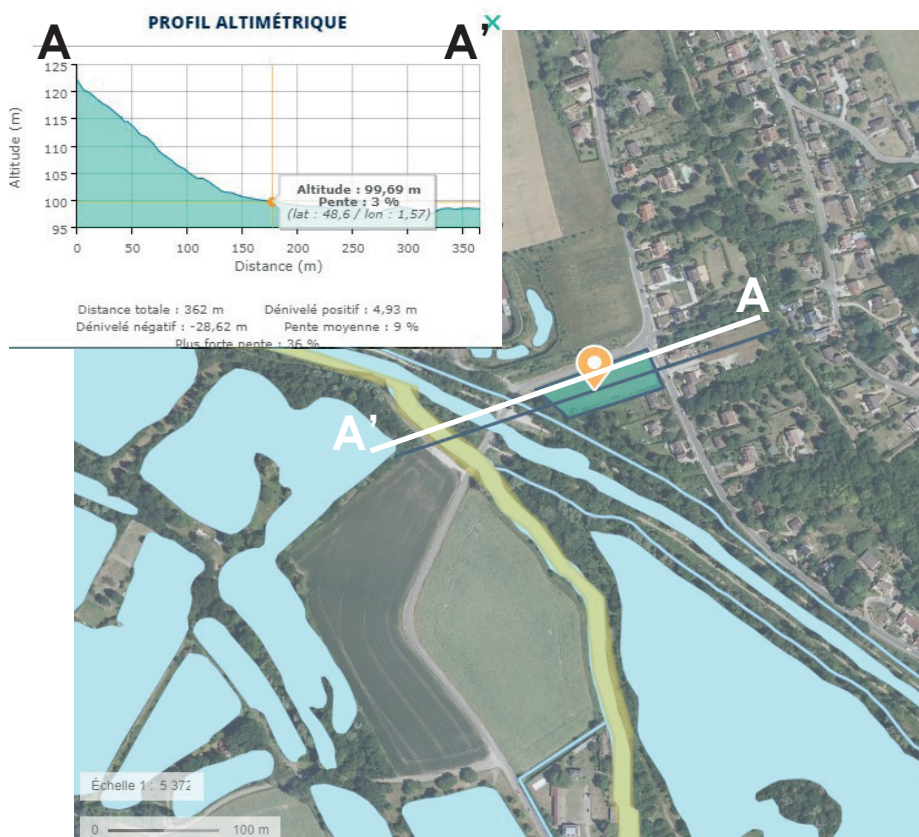 PROFIL ALTIMÉTRIQUE
A
A'
125
120
115
110
105
100
95
Altitude (m)
Altitude : 99,69 m
Pente : 3 %
(lat : 48,6 / lon : 1,57)
0
50
100
150
200
250
300
350
Distance (m)
Distance totale : 362 m
Dénivelé positif : 4,93 m
Dénivelé négatif : -28,62 m
Pente moyenne : 9 %
Plus forte pente : 36 %
A
A'
Échelle 1 : 5 372
0
100 m